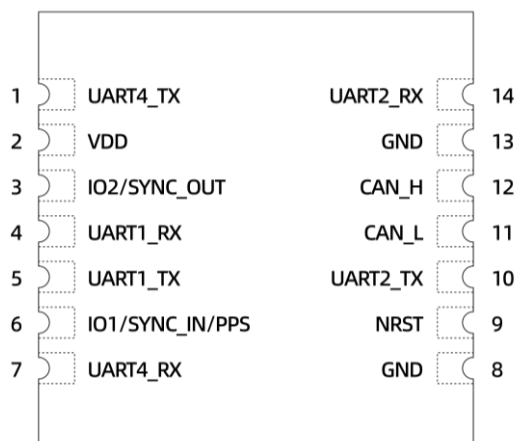 1 UART4_TX UART2_RX 14
2 VDD GND 13
3 IO2/SYNC_OUT CAN_H 12
4 UART1_RX CAN_L 11
5 UART1_TX UART2_TX 10
6 IO1/SYNC_IN/PPS NRST 9
7 UART4_RX GND 8